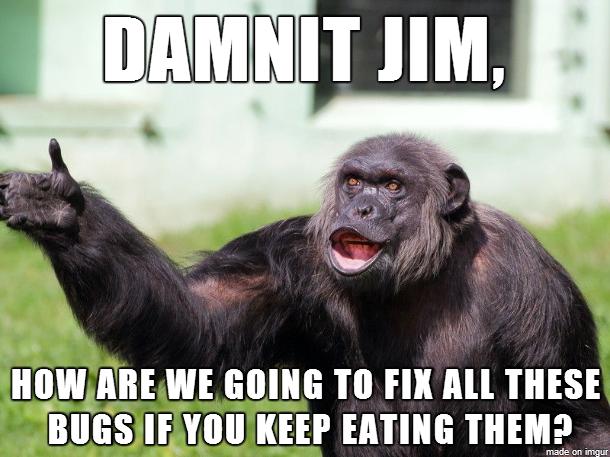 DAMNIT JIM,
HOW ARE WE GOING TO FIX ALL THESE
BUGS IF YOU KEEP EATING THEM?
made on imgur